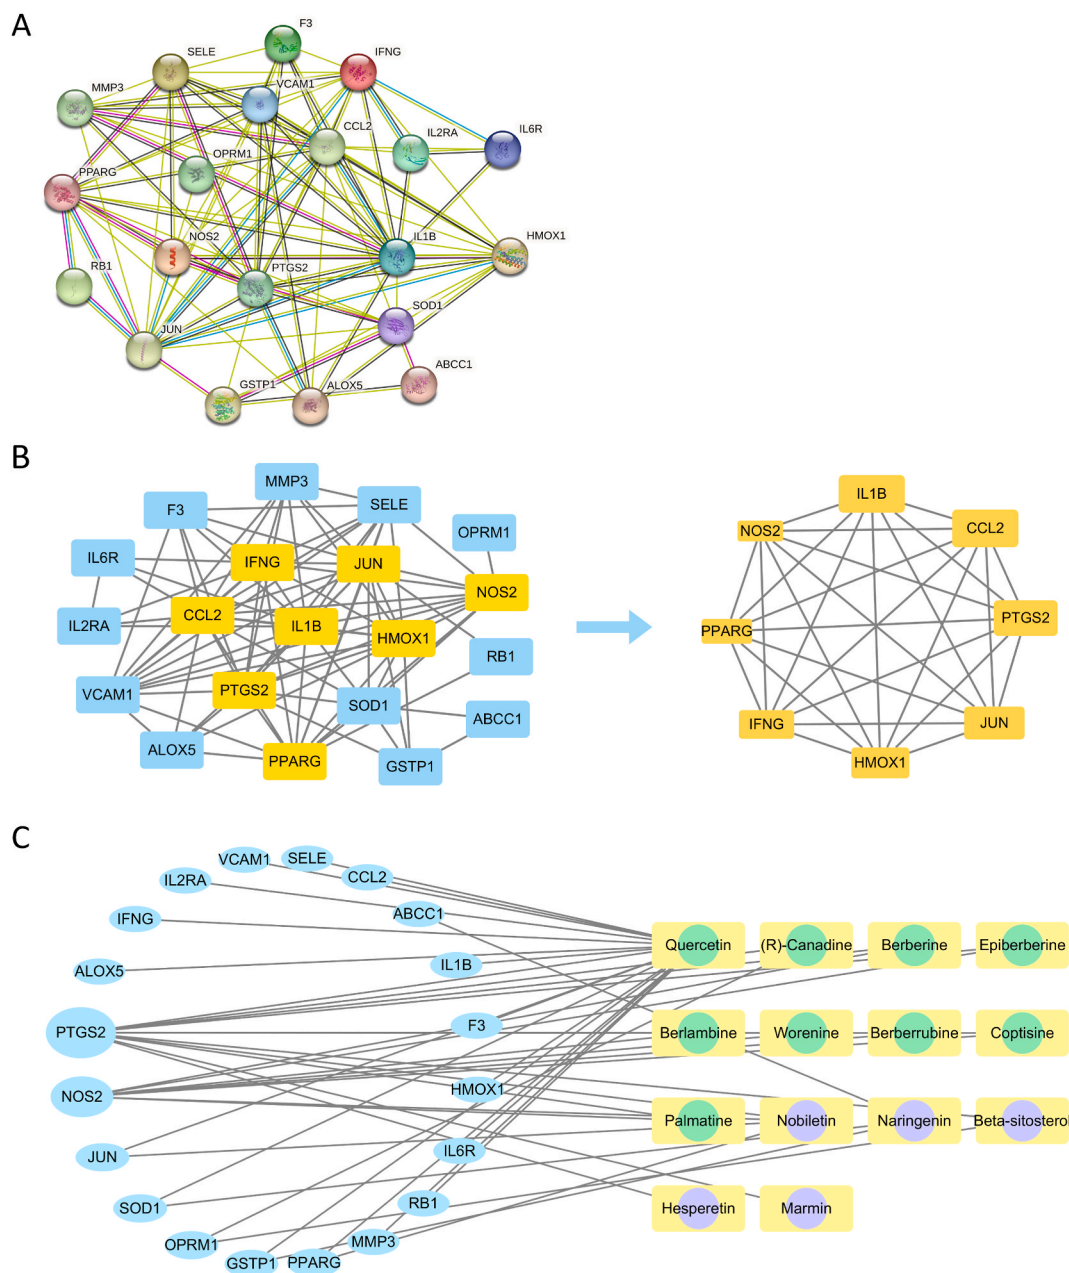 A
F3
SELE
IFNG
VCAM1
MMP3
CCL2
IL2RA
IL6R
OPRM1
PPARG
NOS2
IL1B
HMOX1
RB1
PTGS2
SOD1
JUN
ABCC1
GSTP1
ALOX5
B
MMP3
F3
SELE
OPRM1
IL6R
IFNG
JUN
NOS2
CCL2
IL2RA
IL1B
HMOX1
RB1
VCAM1
PTGS2
SOD1
ABCC1
ALOX5
PPARG
GSTP1
IL1B
NOS2
CCL2
PTGS2
PPARG
IFNG
JUN
HMOX1
C
VCAM1
SELE
CCL2
IL2RA
ABCC1
IFNG
IL1B
ALOX5
PTGS2
F3
NOS2
HMOX1
JUN
IL6R
SOD1
RB1
OPRM1
MMP3
GSTP1
PPARG
Quercetin
(R)-Canadine
Berberine
Epiberberine
Berlambine
Worenine
Berberrubine
Coptisine
Palmatine
Nobiletin
Naringenin
Beta-sitosterol
Hesperetin
Marmin